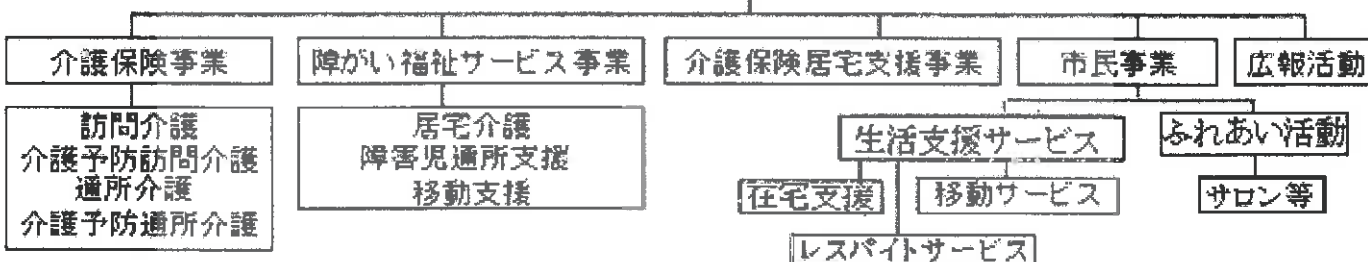 介護保険事業
障がい福祉サービス事業
介護保険居宅支援事業
市民事業
広報活動
訪問介護
介護予防訪問介護
通所介護
介護予防通所介護
居宅介護
障害児通所支援
移動支援
生活支援サービス
ふれあい活動
在宅支援
移動サービス
サロン等
レスパイトサービス